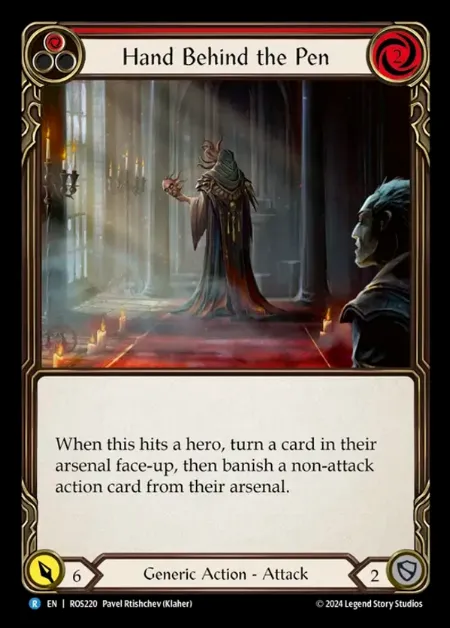 Hand Behind the Pen
2
When this hits a hero, turn a card in their
arsenal face-up, then banish a non-attack
action card from their arsenal.
6
Generic Action - Attack
2
R EN | ROS220 Pavel Rtishchev (Klaher)
© 2024 Legend Story Studios